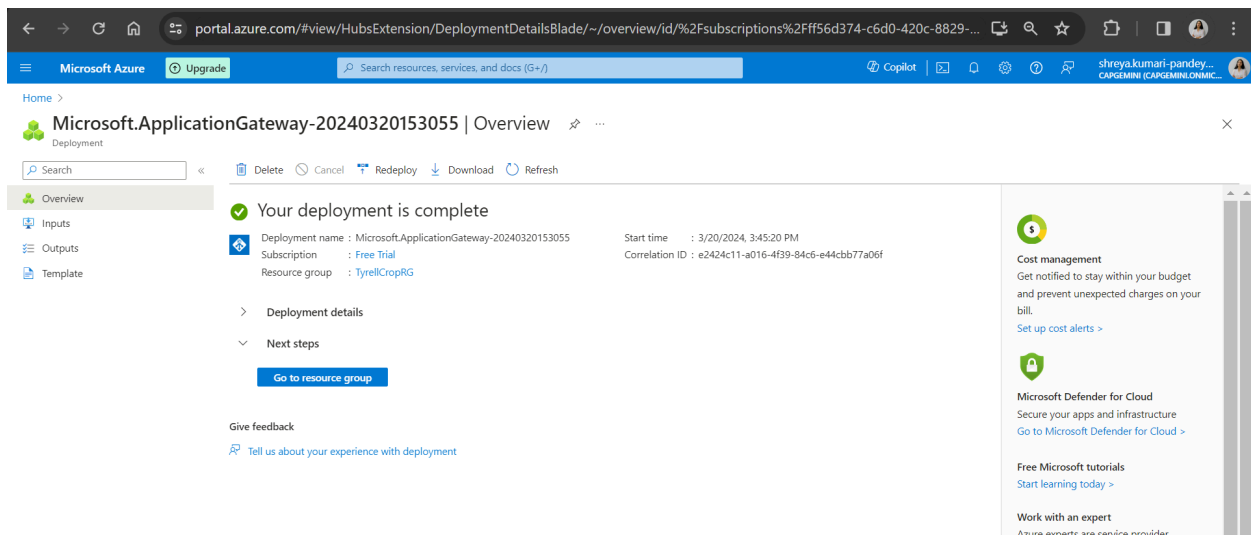 portal.azure.com/#view/HubsExtension/DeploymentDetailsBlade/~/overview/id/%2Fsubscriptions%2Fff56d374-c6d0-420c-8829-...
Microsoft Azure
Upgrade
Search resources, services, and docs (G+/)
Copilot
shreya.kumari-pandey...
CAPGEMINI (CAPGEMINI.ONMIC...
Home >
Microsoft.ApplicationGateway-20240320153055 | Overview
Deployment
Search
«
Delete
Cancel
Redeploy
Download
Refresh
Overview
Inputs
Outputs
Template
Your deployment is complete
Deployment name : Microsoft.ApplicationGateway-20240320153055
Subscription : Free Trial
Resource group : TyrellCropRG
Start time : 3/20/2024, 3:45:20 PM
Correlation ID : e2424c11-a016-4f39-84c6-e44cbb77a06f
Deployment details
Next steps
Go to resource group
Give feedback
Tell us about your experience with deployment
Cost management
Get notified to stay within your budget
and prevent unexpected charges on your
bill.
Set up cost alerts >
Microsoft Defender for Cloud
Secure your apps and infrastructure
Go to Microsoft Defender for Cloud >
Free Microsoft tutorials
Start learning today >
Work with an expert
Azure experts are service provider